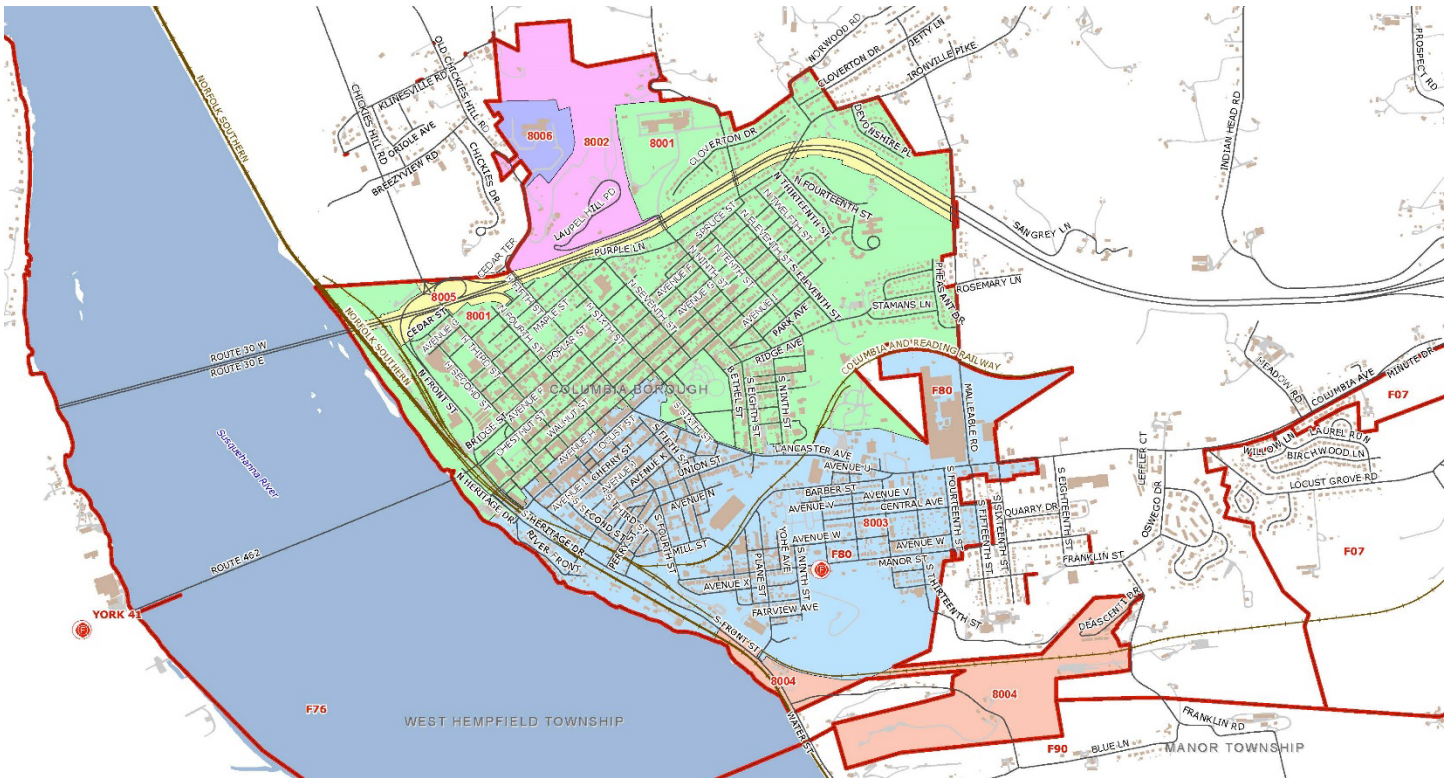 NORWOOD RD
JETTY LN
CLOVERTON DR
IRONVILLE PIKE
PROSPECT RD
OLD CHICKIES HILL RD
KLINESVILLE RD
CHICKIES HILL RD
ORIOLE AVE
BREEZYVIEW RD
CHICKIES DR
NORFOLK SOUTHERN
INDIAN HEAD RD
8006
8002
8001
CLOVERTON DR
DEVONSHIRE PL
N FOURTEENTH ST
N THIRTEENTH ST
N TWELFTH ST
N ELEVENTH ST
SPRUCE ST
N TENTH ST
N NINTH ST
S ELEVENTH ST
SANGREY LN
CEDAR TER
PURPLE LN
AVENUE G
N SEVENTH ST
N SIXTH ST
AVENUE I
PARK AVE
STAMANS LN
PHEASANT DR
ROSEMARY LN
8005
8001
CEDAR ST
AVENUE G
MAPLE ST
N FOURTH ST
POPLAR ST
N THIRD ST
N SECOND ST
NORFOLK SOUTHERN
ROUTE 30 W
ROUTE 30 E
N FRONT ST
RIDGE AVE
COLUMBIA AND READING RAILWAY
BETHEL ST
S EIGHTH ST
S NINTH ST
COLUMBIA BOROUGH
F80
MALLEABLE RD
MEADOW RD
COLUMBIA AVE
MINUTE DR
F07
BRIDGE ST
CHESTNUT ST
WALNUT ST
AVENUE H
S SIXTH ST
S FIFTH ST
CHERRY ST
AVENUE K
UNION ST
LANCASTER AVE
AVENUE U
WILLOW LN
LAUREL RUN
BIRCHWOOD LN
LOCUST GROVE RD
Susquehanna River
N HERITAGE DR
S HERITAGE DR
RIVER FRONT
S SECOND ST
S THIRD ST
S FOURTH ST
PERRY ST
AVENUE N
MILL ST
BARBER ST
AVENUE V
AVENUE V
CENTRAL AVE
8003
S FOURTEENTH ST
S FIFTEENTH ST
S SIXTEENTH ST
S EIGHTEENTH ST
QUARRY DR
LEFFLER CT
OSWEGO DR
FRANKLIN ST
ROUTE 462
AVENUE W
AVENUE W
F80
YOHE AVE
S NINTH ST
PLANE ST
MANOR ST
AVENUE X
FAIRVIEW AVE
S THIRTEENTH ST
F07
YORK 41
S FRONT ST
DEASCENTI DR
8004
8004
F76
WEST HEMPFIELD TOWNSHIP
WATER ST
FRANKLIN RD
F90
BLUE LN
MANOR TOWNSHIP